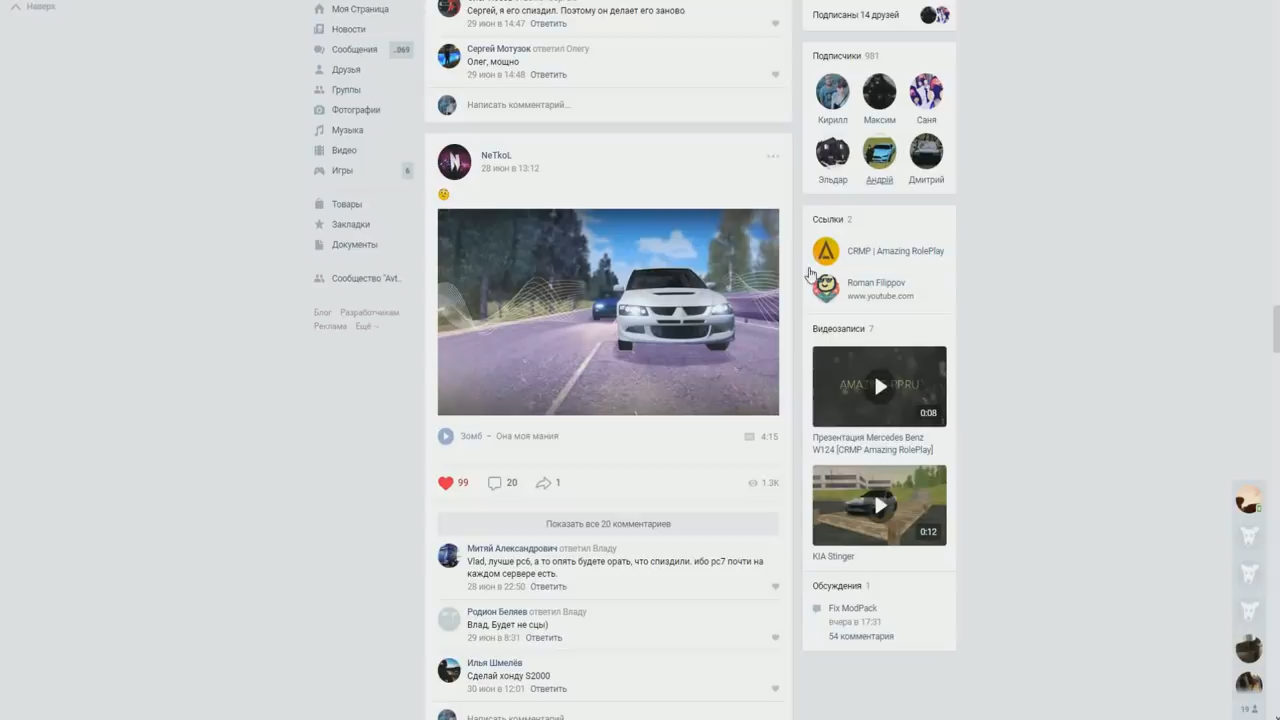 Наверх
Моя Страница
Новости
Сообщения
..069
Друзья
Группы
Фотографии
Музыка
Видео
Игры
6
Товары
Закладки
Документы
Сообщество "Avt..
Блог Разработчикам
Реклама Ещё
Сергей, я его спиздил. Поэтому он делает его заново
29 июн в 14:47 Ответить
Сергей Мотузок ответил Олегу
Олег, мощно
29 июн в 14:48 Ответить
Написать комментарий...
NeTkoL
28 июн в 13:12
Зомб – Она моя мания
4:15
99
20
1
1.3K
Показать все 20 комментариев
Митяй Александрович ответил Владу
Vlad, лучше рс6, а то опять будете орать, что спиздили. ибо рс7 почти на
каждом сервере есть.
28 июн в 22:50 Ответить
Родион Беляев ответил Владу
Влад, Будет не сцы)
29 июн в 8:31 Ответить
Илья Шмелёв
Сделай хонду S2000
30 июн в 12:01 Ответить
Написать комментарий...
Подписаны 14 друзей
Подписчики 981
Кирилл
Максим
Саня
Эльдар
Андрій
Дмитрий
Ссылки 2
CRMP | Amazing RolePlay
Roman Filippov
www.youtube.com
Видеозаписи 7
0:08
Презентация Mercedes Benz
W124 [CRMP Amazing RolePlay]
0:12
KIA Stinger
Обсуждения 1
Fix ModPack
вчера в 17:31
54 комментария
19